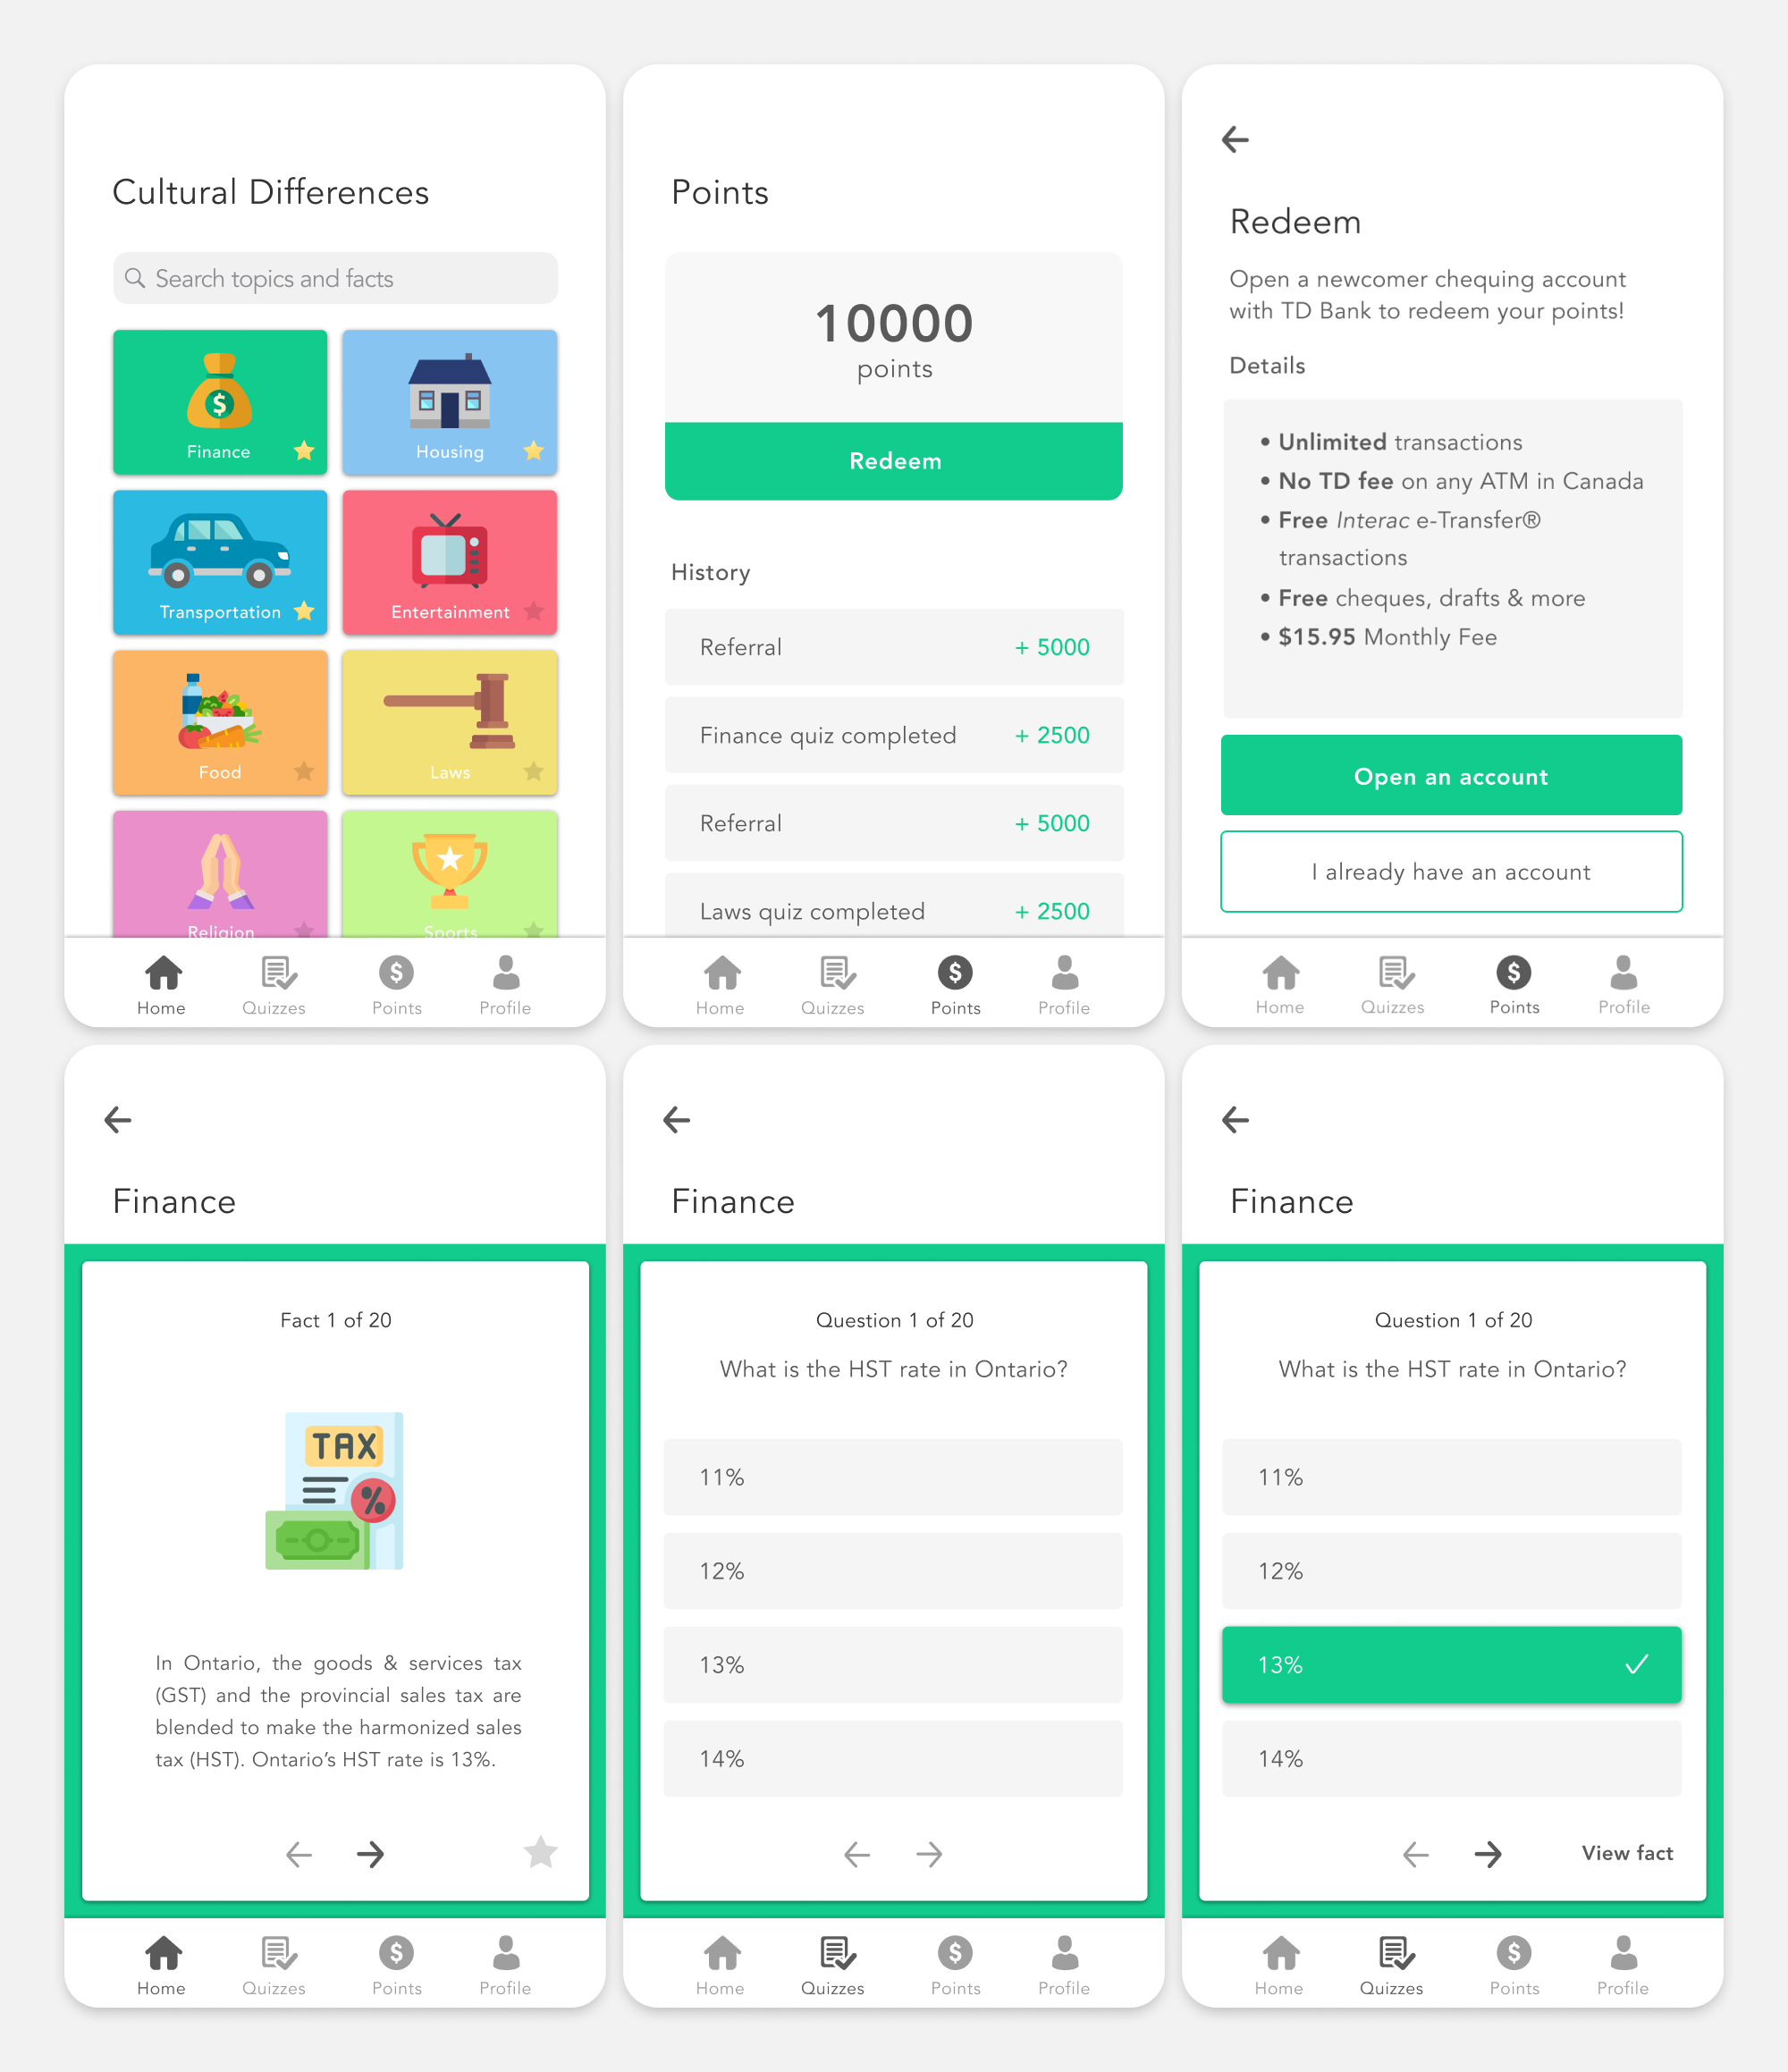 Cultural Differences
Search topics and facts
$
Finance
Housing
Transportation
Entertainment
Food
Laws
Religion
Sports
Home
Quizzes
$
Points
Profile
Points
10000
points
Redeem
History
Referral + 5000
Finance quiz completed + 2500
Referral + 5000
Laws quiz completed + 2500
Home
Quizzes
$
Points
Profile
Redeem
Open a newcomer chequing account
with TD Bank to redeem your points!
Details
• Unlimited transactions
• No TD fee on any ATM in Canada
• Free Interac e-Transfer®
transactions
• Free cheques, drafts & more
• $15.95 Monthly Fee
Open an account
I already have an account
Home
Quizzes
$
Points
Profile
Finance
Fact 1 of 20
TAX
%
In Ontario, the goods & services tax
(GST) and the provincial sales tax are
blended to make the harmonized sales
tax (HST). Ontario’s HST rate is 13%.
Home
Quizzes
$
Points
Profile
Finance
Question 1 of 20
What is the HST rate in Ontario?
11%
12%
13%
14%
Home
Quizzes
$
Points
Profile
Finance
Question 1 of 20
What is the HST rate in Ontario?
11%
12%
13%
14%
View fact
Home
Quizzes
$
Points
Profile